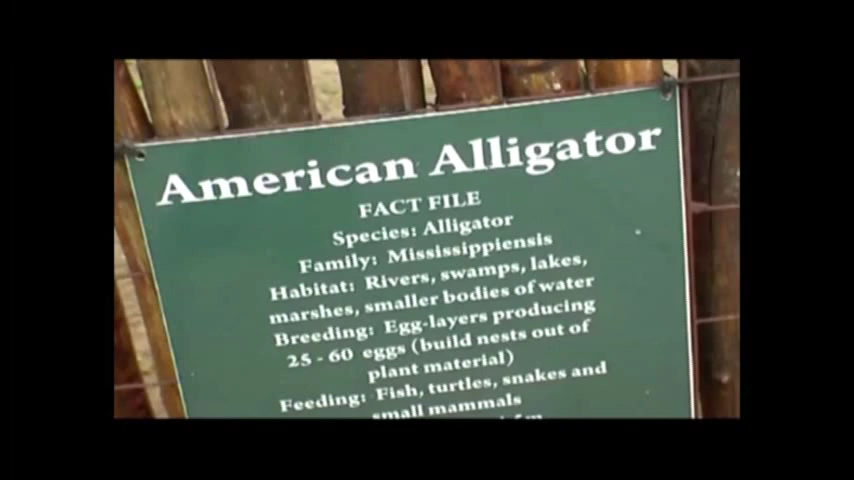 American Alligator
FACT FILE
Species: Alligator
Family: Mississippiensis
Habitat: Rivers, swamps, lakes,
marshes, smaller bodies of water
Breeding: Egg-layers producing
25 - 60 eggs (build nests out of
plant material)
Feeding: Fish, turtles, snakes and
small mammals